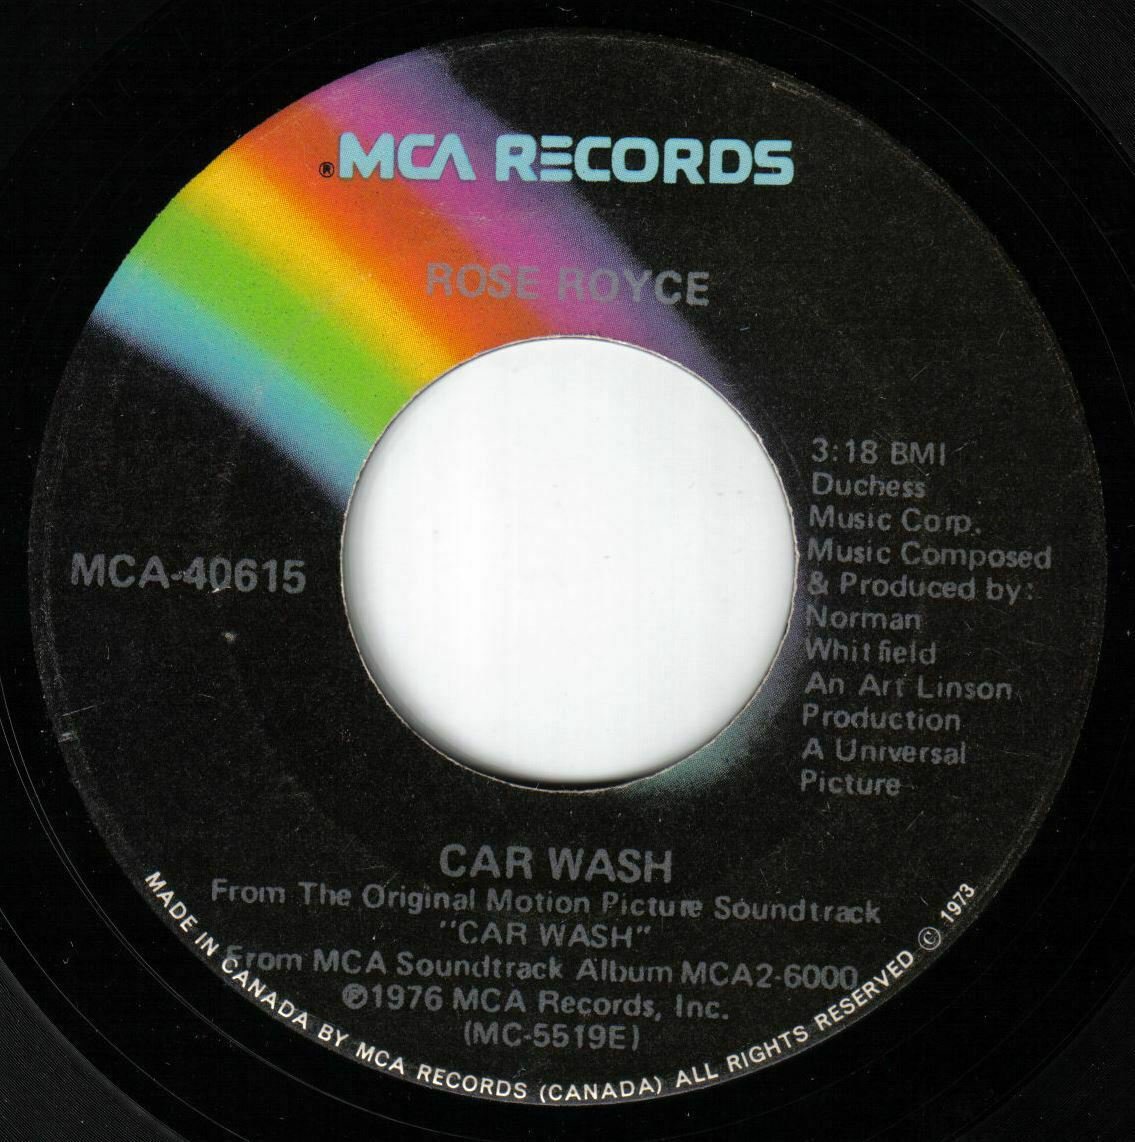 ® MCA RECORDS
ROSE ROYCE
MCA-40615
3:18 BMI
Duchess
Music Corp.
Music Composed
& Produced by:
Norman
Whitfield
An Art Linson
Production
A Universal
Picture
CAR WASH
From The Original Motion Picture Soundtrack
"CAR WASH"
From MCA Soundtrack Album MCA2-6000
℗1976 MCA Records, Inc.
(MC-5519E)
MADE IN CANADA BY MCA RECORDS (CANADA) ALL RIGHTS RESERVED © 1973